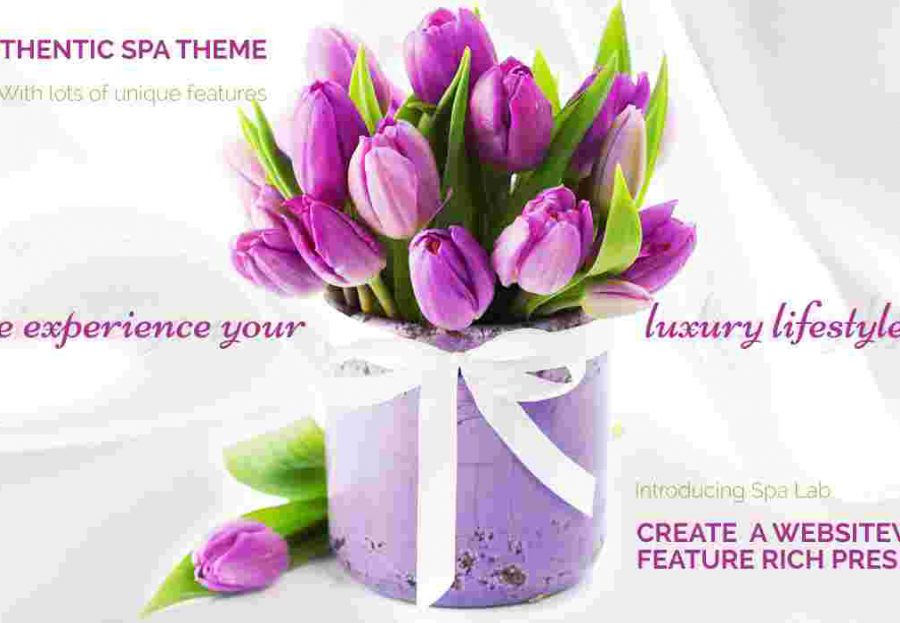 THENTIC SPA THEME
With lots of unique features
e experience your luxury lifestyle
Introducing Spa Lab
CREATE A WEBSITEV
FEATURE RICH PRES